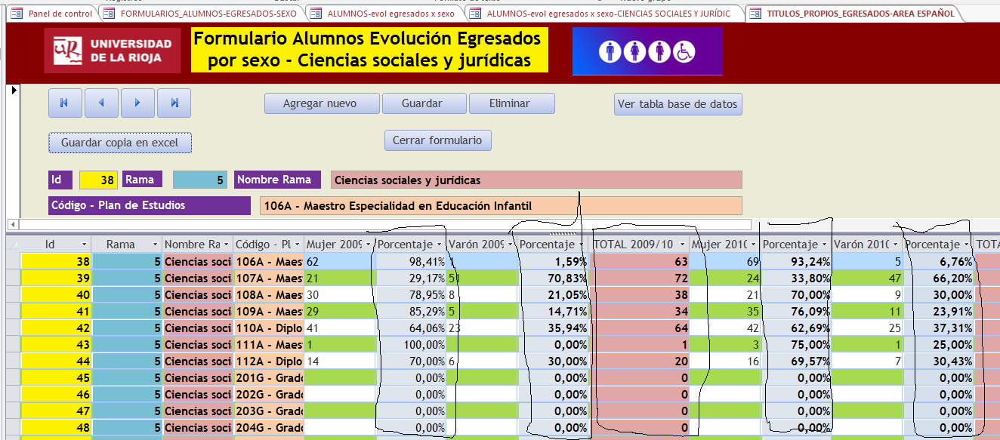 Panel de control FORMULARIOS_ALUMNOS-EGRESADOS-SEXO ALUMNOS-evol egresados x sexo ALUMNOS-evol egresados x sexo-CIENCIAS SOCIALES Y JURÍDIC TITULOS_PROPIOS_EGRESADOS-AREA ESPAÑOL
UR UNIVERSIDAD
DE LA RIOJA
Formulario Alumnos Evolución Egresados
por sexo - Ciencias sociales y jurídicas
Agregar nuevo Guardar Eliminar Ver tabla base de datos
Guardar copia en excel Cerrar formulario
Id 38 Rama 5 Nombre Rama Ciencias sociales y jurídicas
Código - Plan de Estudios 106A - Maestro Especialidad en Educación Infantil
Id Rama Nombre Ra Código - Pl Mujer 2009 Porcentaje Varón 2009 Porcentaje TOTAL 2009/10 Mujer 2010 Porcentaje Varón 2010 Porcentaje TOTA
38 5 Ciencias soci 106A - Maes 62 98,41% 1 1,59% 63 69 93,24% 5 6,76%
39 5 Ciencias soci 107A - Maes 21 29,17% 51 70,83% 72 24 33,80% 47 66,20%
40 5 Ciencias soci 108A - Maes 30 78,95% 8 21,05% 38 21 70,00% 9 30,00%
41 5 Ciencias soci 109A - Maes 29 85,29% 5 14,71% 34 35 76,09% 11 23,91%
42 5 Ciencias soci 110A - Diplo 41 64,06% 23 35,94% 64 42 62,69% 25 37,31%
43 5 Ciencias soci 111A - Maes 1 100,00% 0,00% 1 3 75,00% 1 25,00%
44 5 Ciencias soci 112A - Diplo 14 70,00% 6 30,00% 20 16 69,57% 7 30,43%
45 5 Ciencias soci 201G - Grado 0,00% 0,00% 0 0,00% 0,00%
46 5 Ciencias soci 202G - Grado 0,00% 0,00% 0 0,00% 0,00%
47 5 Ciencias soci 203G - Grado 0,00% 0,00% 0 0,00% 0,00%
48 5 Ciencias soci 204G - Grado 0,00% 0,00% 0 0,00% 0,00%